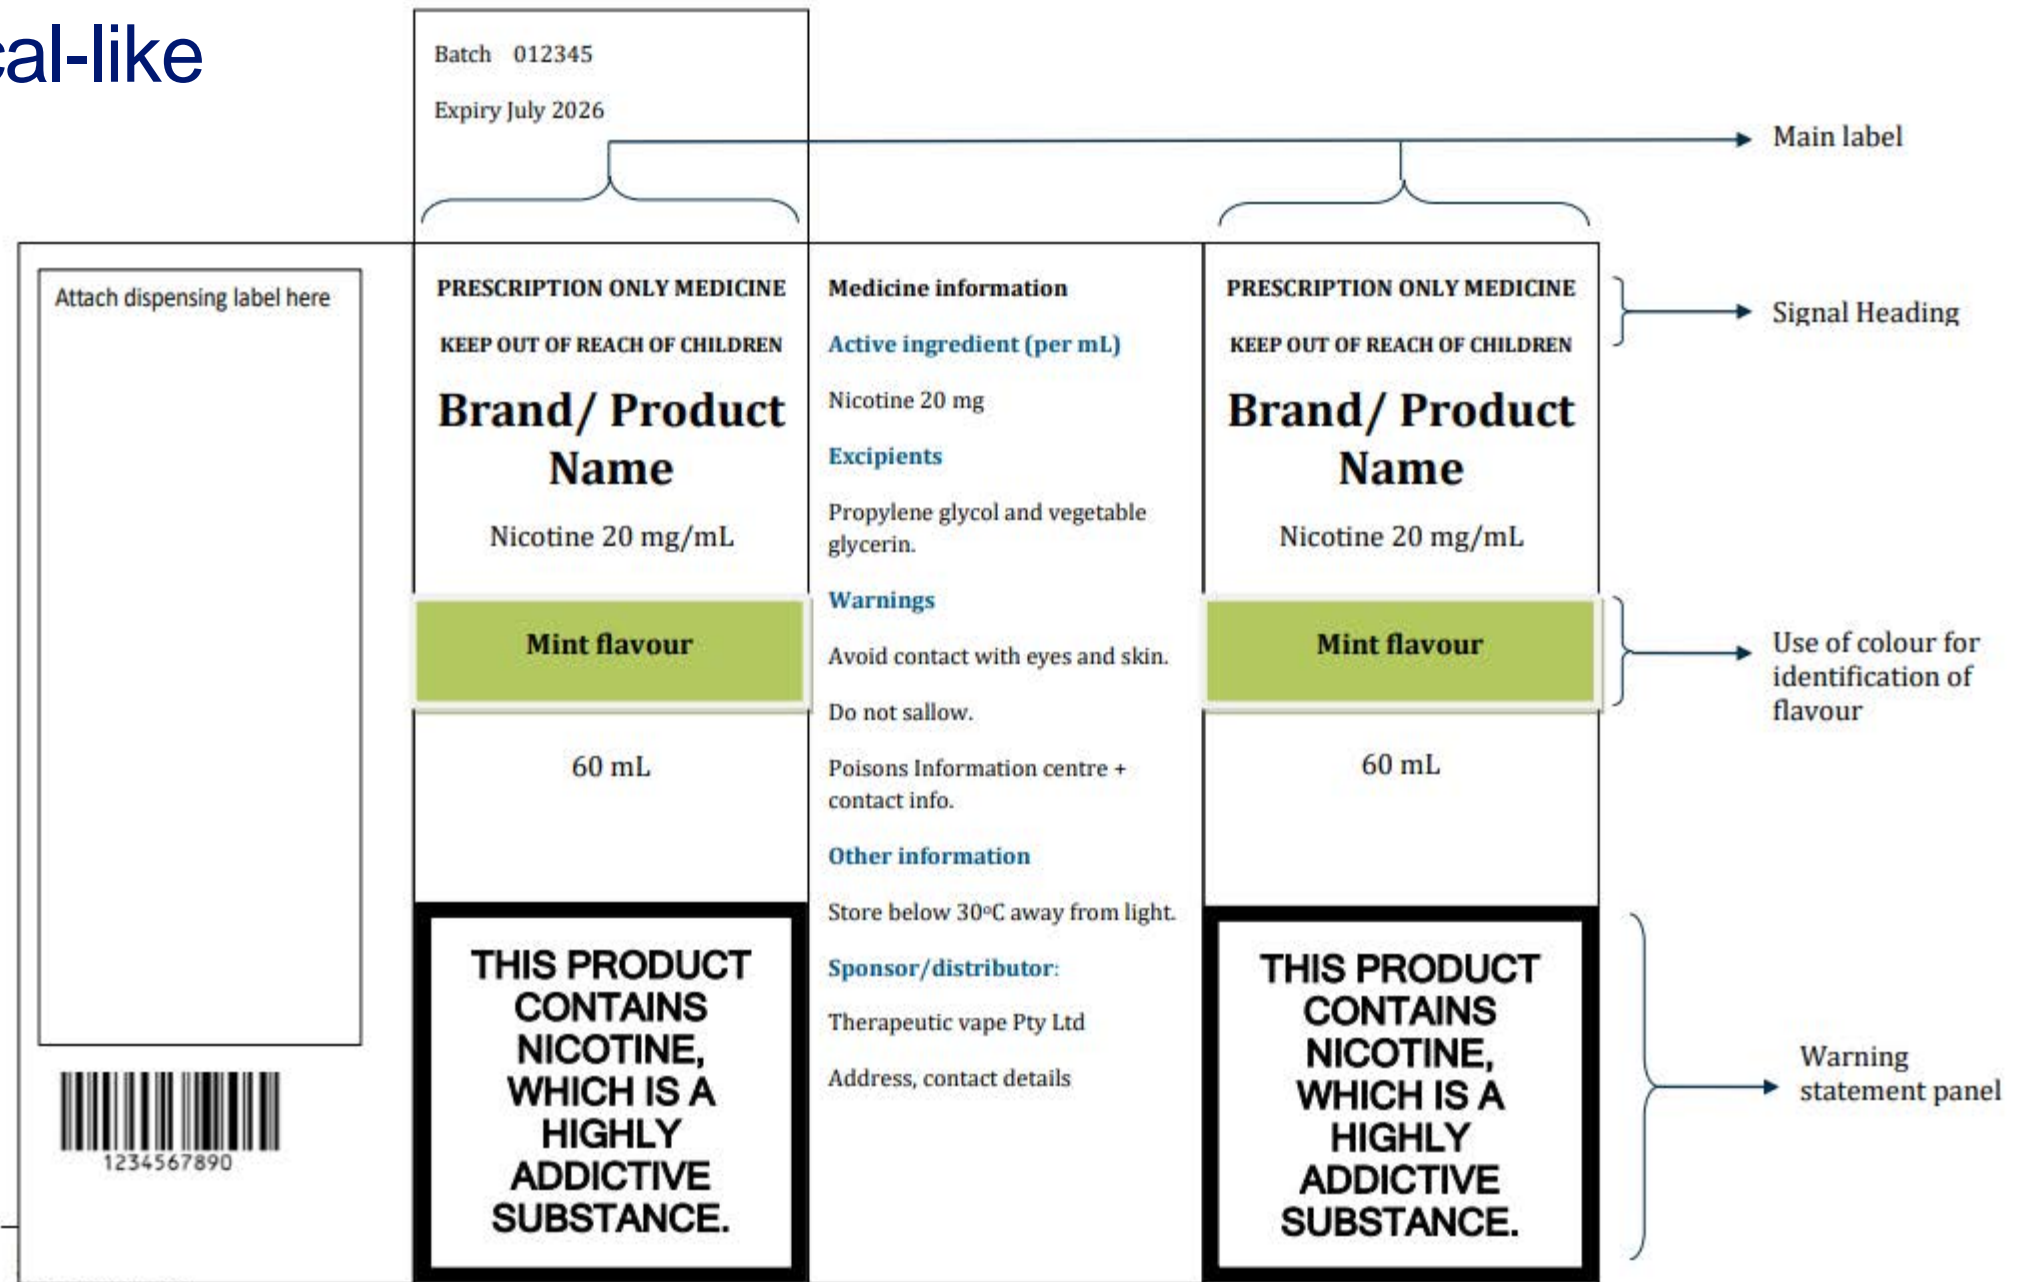 cal-like
Batch 012345
Expiry July 2026
Main label
Attach dispensing label here
1234567890
PRESCRIPTION ONLY MEDICINE
KEEP OUT OF REACH OF CHILDREN
Brand/ Product
Name
Nicotine 20 mg/mL
Mint flavour
60 mL
THIS PRODUCT
CONTAINS
NICOTINE,
WHICH IS A
HIGHLY
ADDICTIVE
SUBSTANCE.
Medicine information
Active ingredient (per mL)
Nicotine 20 mg
Excipients
Propylene glycol and vegetable
glycerin.
Warnings
Avoid contact with eyes and skin.
Do not sallow.
Poisons Information centre +
contact info.
Other information
Store below 30°C away from light.
Sponsor/distributor:
Therapeutic vape Pty Ltd
Address, contact details
PRESCRIPTION ONLY MEDICINE
KEEP OUT OF REACH OF CHILDREN
Brand/ Product
Name
Nicotine 20 mg/mL
Mint flavour
60 mL
THIS PRODUCT
CONTAINS
NICOTINE,
WHICH IS A
HIGHLY
ADDICTIVE
SUBSTANCE.
Signal Heading
Use of colour for
identification of
flavour
Warning
statement panel